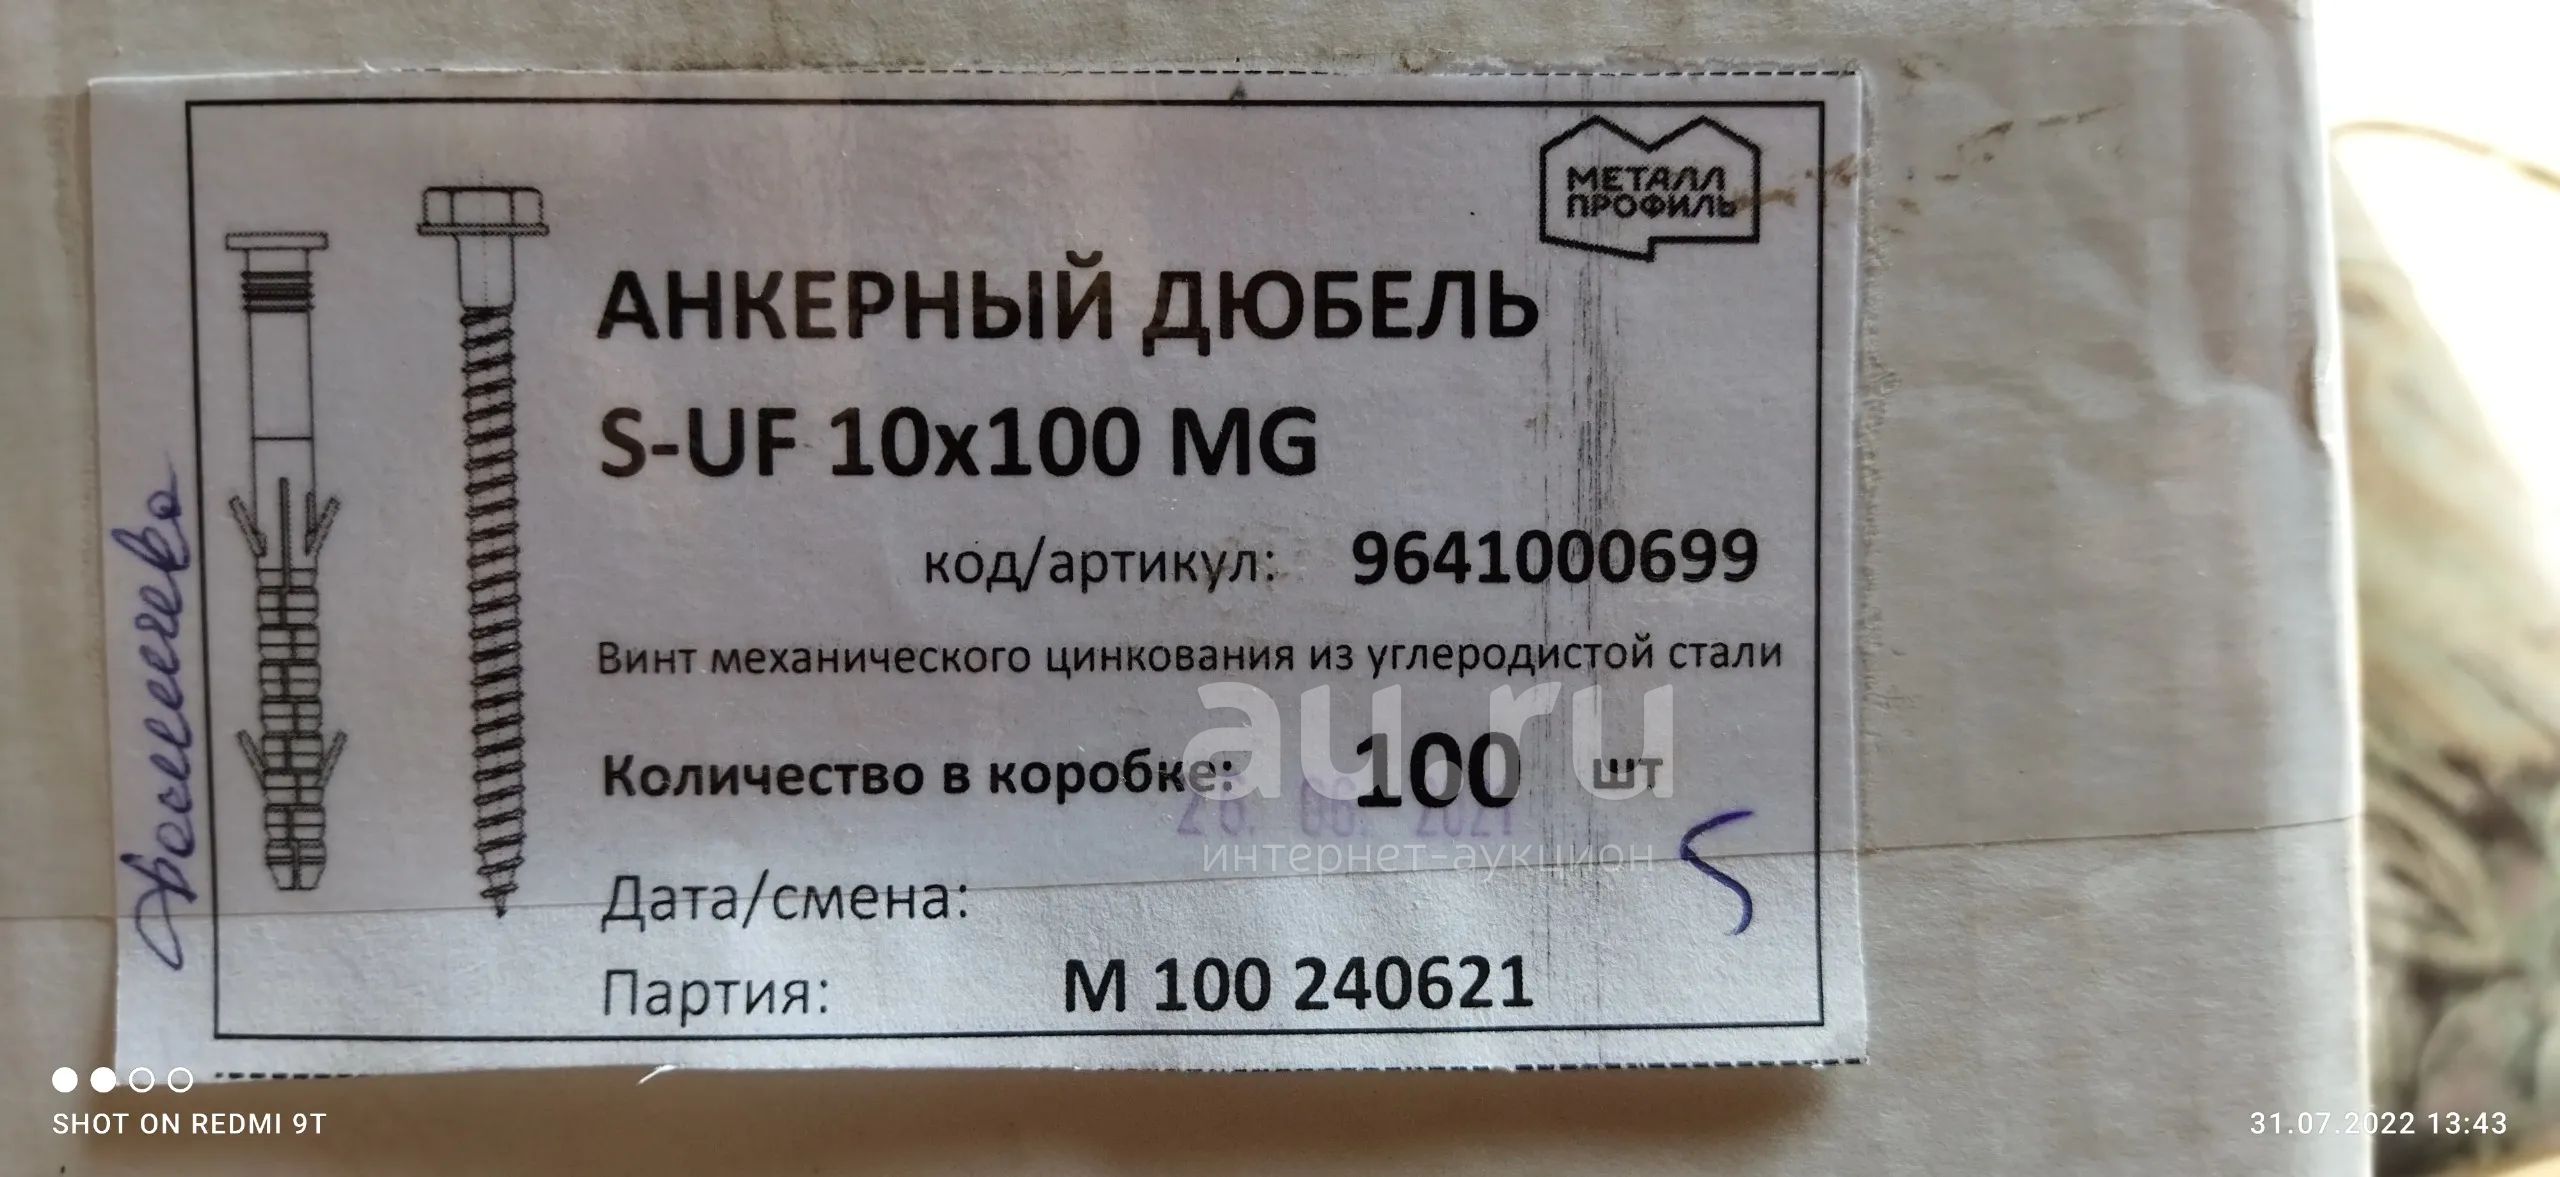 МЕТАЛЛ
ПРОФИЛЬ
АНКЕРНЫЙ ДЮБЕЛЬ
S-UF 10x100 MG
код/артикул: 9641000699
Винт механического цинкования из углеродистой стали
au.ru
Количество в коробке: 100 шт
06. 2021
интернет-аукцион
5
Дата/смена:
Партия: М 100 240621
SHOT ON REDMI 9T
31.07.2022 13:43